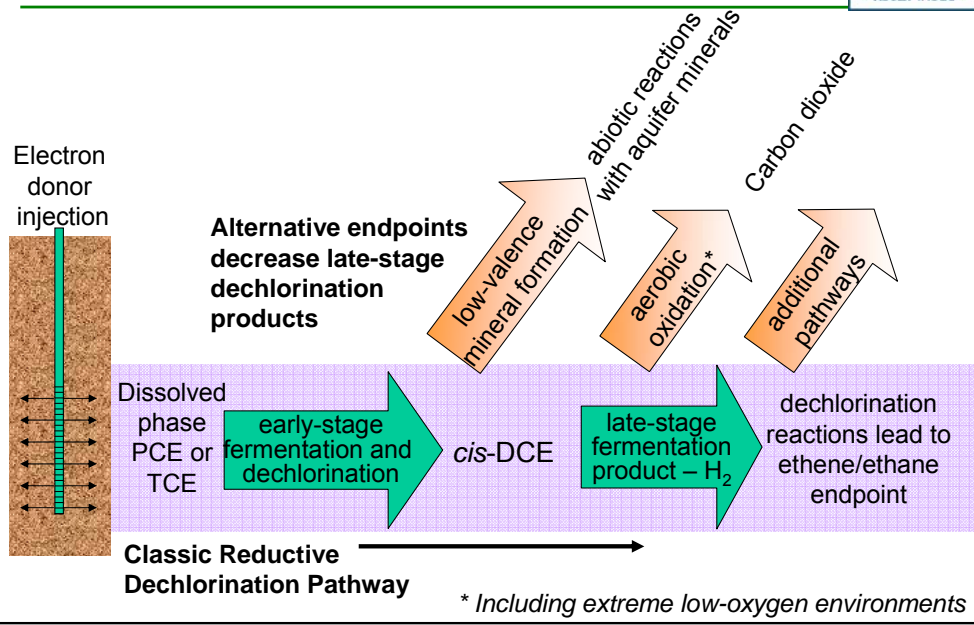 Electron
donor
injection
Alternative endpoints
decrease late-stage
dechlorination
products
low-valence
mineral formation
abiotic reactions
with aquifer minerals
aerobic
oxidation*
Carbon dioxide
additional
pathways
Dissolved
phase
PCE or
TCE
early-stage
fermentation and
dechlorination
cis-DCE
late-stage
fermentation
product – H₂
dechlorination
reactions lead to
ethene/ethane
endpoint
Classic Reductive
Dechlorination Pathway
* Including extreme low-oxygen environments